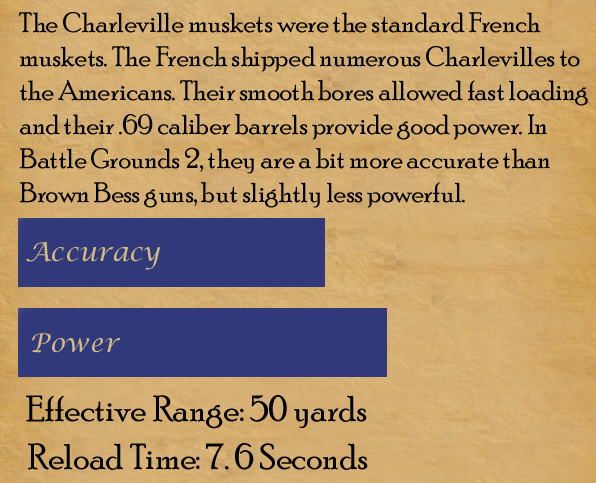 The Charleville muskets were the standard French
muskets. The French shipped numerous Charlevilles to
the Americans. Their smooth bores allowed fast loading
and their .69 caliber barrels provide good power. In
Battle Grounds 2, they are a bit more accurate than
Brown Bess guns, but slightly less powerful.
Accuracy
Power
Effective Range: 50 yards
Reload Time: 7.6 Seconds